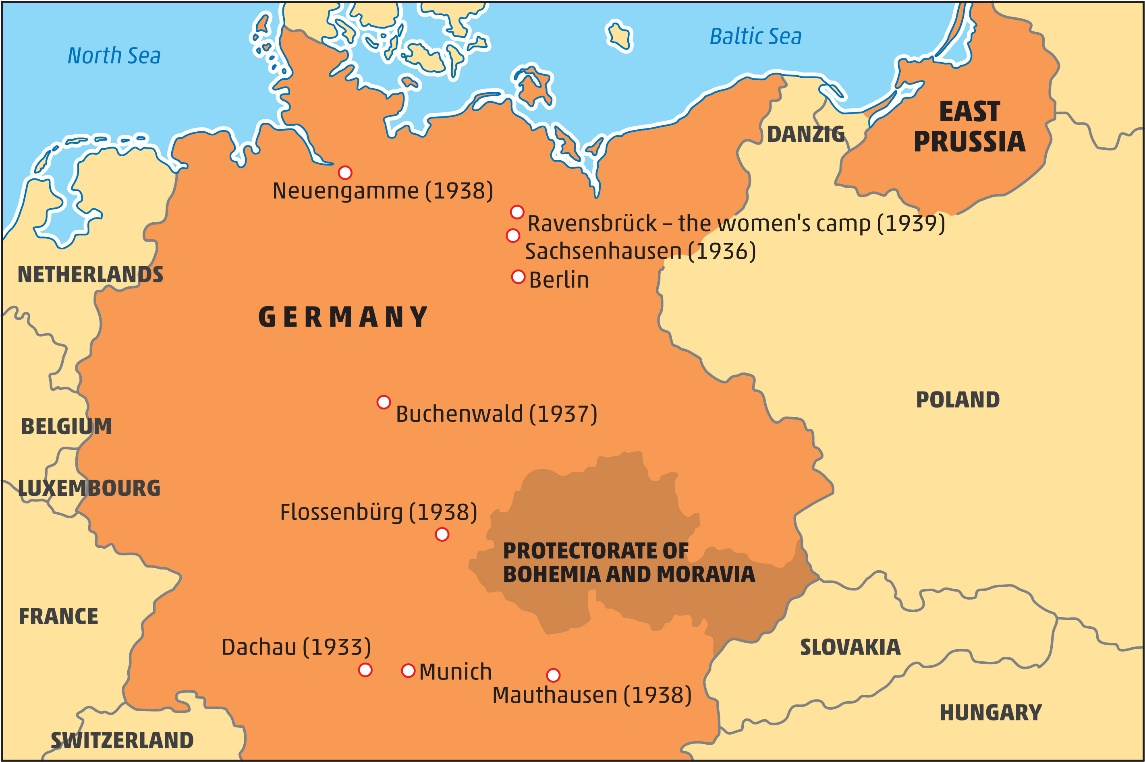 North Sea
Baltic Sea
EAST
PRUSSIA
DANZIG
Neuengamme (1938)
Ravensbrück – the women's camp (1939)
Sachsenhausen (1936)
NETHERLANDS
Berlin
GERMANY
POLAND
Buchenwald (1937)
BELGIUM
LUXEMBOURG
Flossenbürg (1938)
PROTECTORATE OF
BOHEMIA AND MORAVIA
FRANCE
SLOVAKIA
Dachau (1933)
Munich
Mauthausen (1938)
HUNGARY
SWITZERLAND